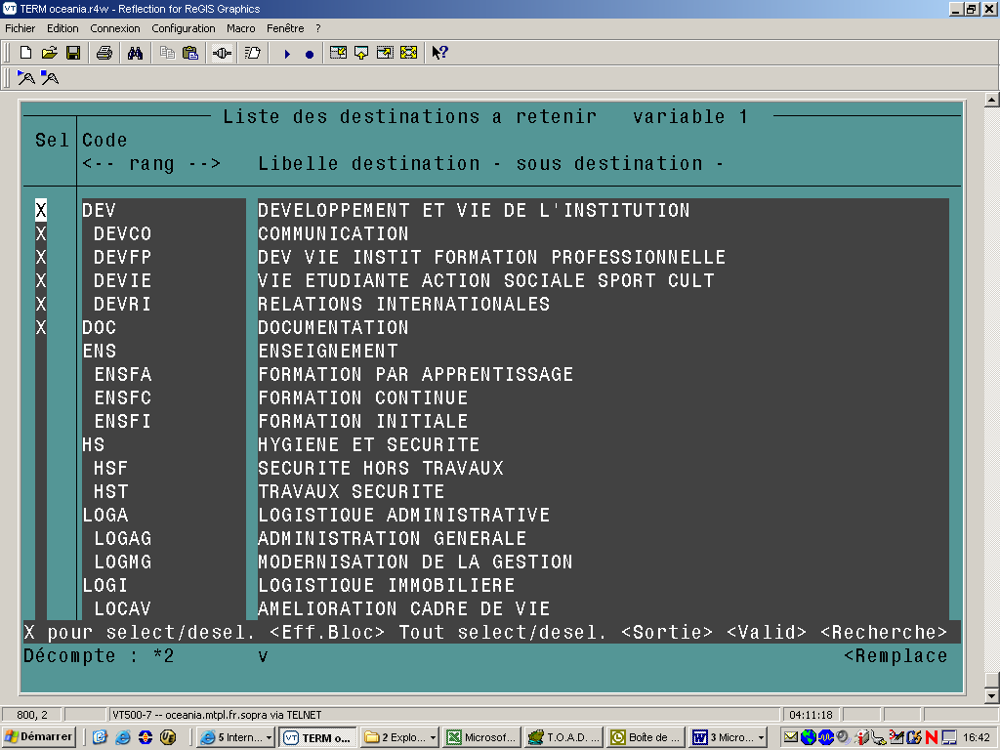 TERM oceania.r4w - Reflection for ReGIS Graphics
Fichier Edition Connexion Configuration Macro Fenêtre ?
Liste des destinations a retenir variable 1
Sel Code
<-- rang --> Libelle destination - sous destination -
X DEV DEVELOPPEMENT ET VIE DE L'INSTITUTION
X DEVCO COMMUNICATION
X DEVFP DEV VIE INSTIT FORMATION PROFESSIONNELLE
X DEVIE VIE ETUDIANTE ACTION SOCIALE SPORT CULT
X DEVRI RELATIONS INTERNATIONALES
X DOC DOCUMENTATION
ENS ENSEIGNEMENT
ENSFA FORMATION PAR APPRENTISSAGE
ENSFC FORMATION CONTINUE
ENSFI FORMATION INITIALE
HS HYGIENE ET SECURITE
HSF SECURITE HORS TRAVAUX
HST TRAVAUX SECURITE
LOGA LOGISTIQUE ADMINISTRATIVE
LOGAG ADMINISTRATION GENERALE
LOGMG MODERNISATION DE LA GESTION
LOGI LOGISTIQUE IMMOBILIERE
LOCAV AMELIORATION CADRE DE VIE
X pour select/desel. <Eff.Bloc> Tout select/desel. <Sortie> <Valid> <Recherche>
Décompte : *2 v <Remplace
800, 2 VT500-7 -- oceania.mtpl.fr.sopra via TELNET 04:11:18
Démarrer 5 Intern... TERM o... 2 Explo... Microsof... T.O.A.D. ... Boîte de ... 3 Micro... 16:42